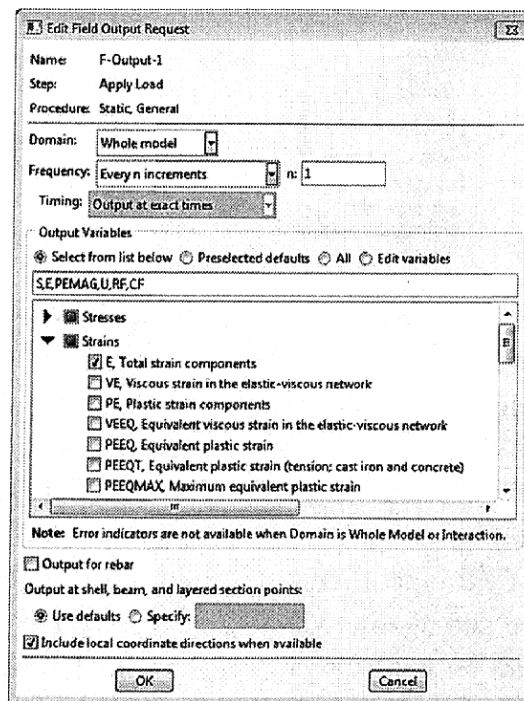 Edit Field Output Request
Name: F-Output-1
Step: Apply Load
Procedure: Static, General
Domain: Whole model
Frequency: Every n increments n: 1
Timing: Output at exact times
Output Variables
Select from list below Preselected defaults All Edit variables
S,E,PEMAG,U,RF,CF
Stresses
Strains
E, Total strain components
VE, Viscous strain in the elastic-viscous network
PE, Plastic strain components
VEEQ, Equivalent viscous strain in the elastic-viscous network
PEEQ, Equivalent plastic strain
PEEQT, Equivalent plastic strain (tension; cast iron and concrete)
PEEQMAX, Maximum equivalent plastic strain
Note: Error indicators are not available when Domain is Whole Model or Interaction.
Output for rebar
Output at shell, beam, and layered section points:
Use defaults Specify:
Include local coordinate directions when available
OK Cancel